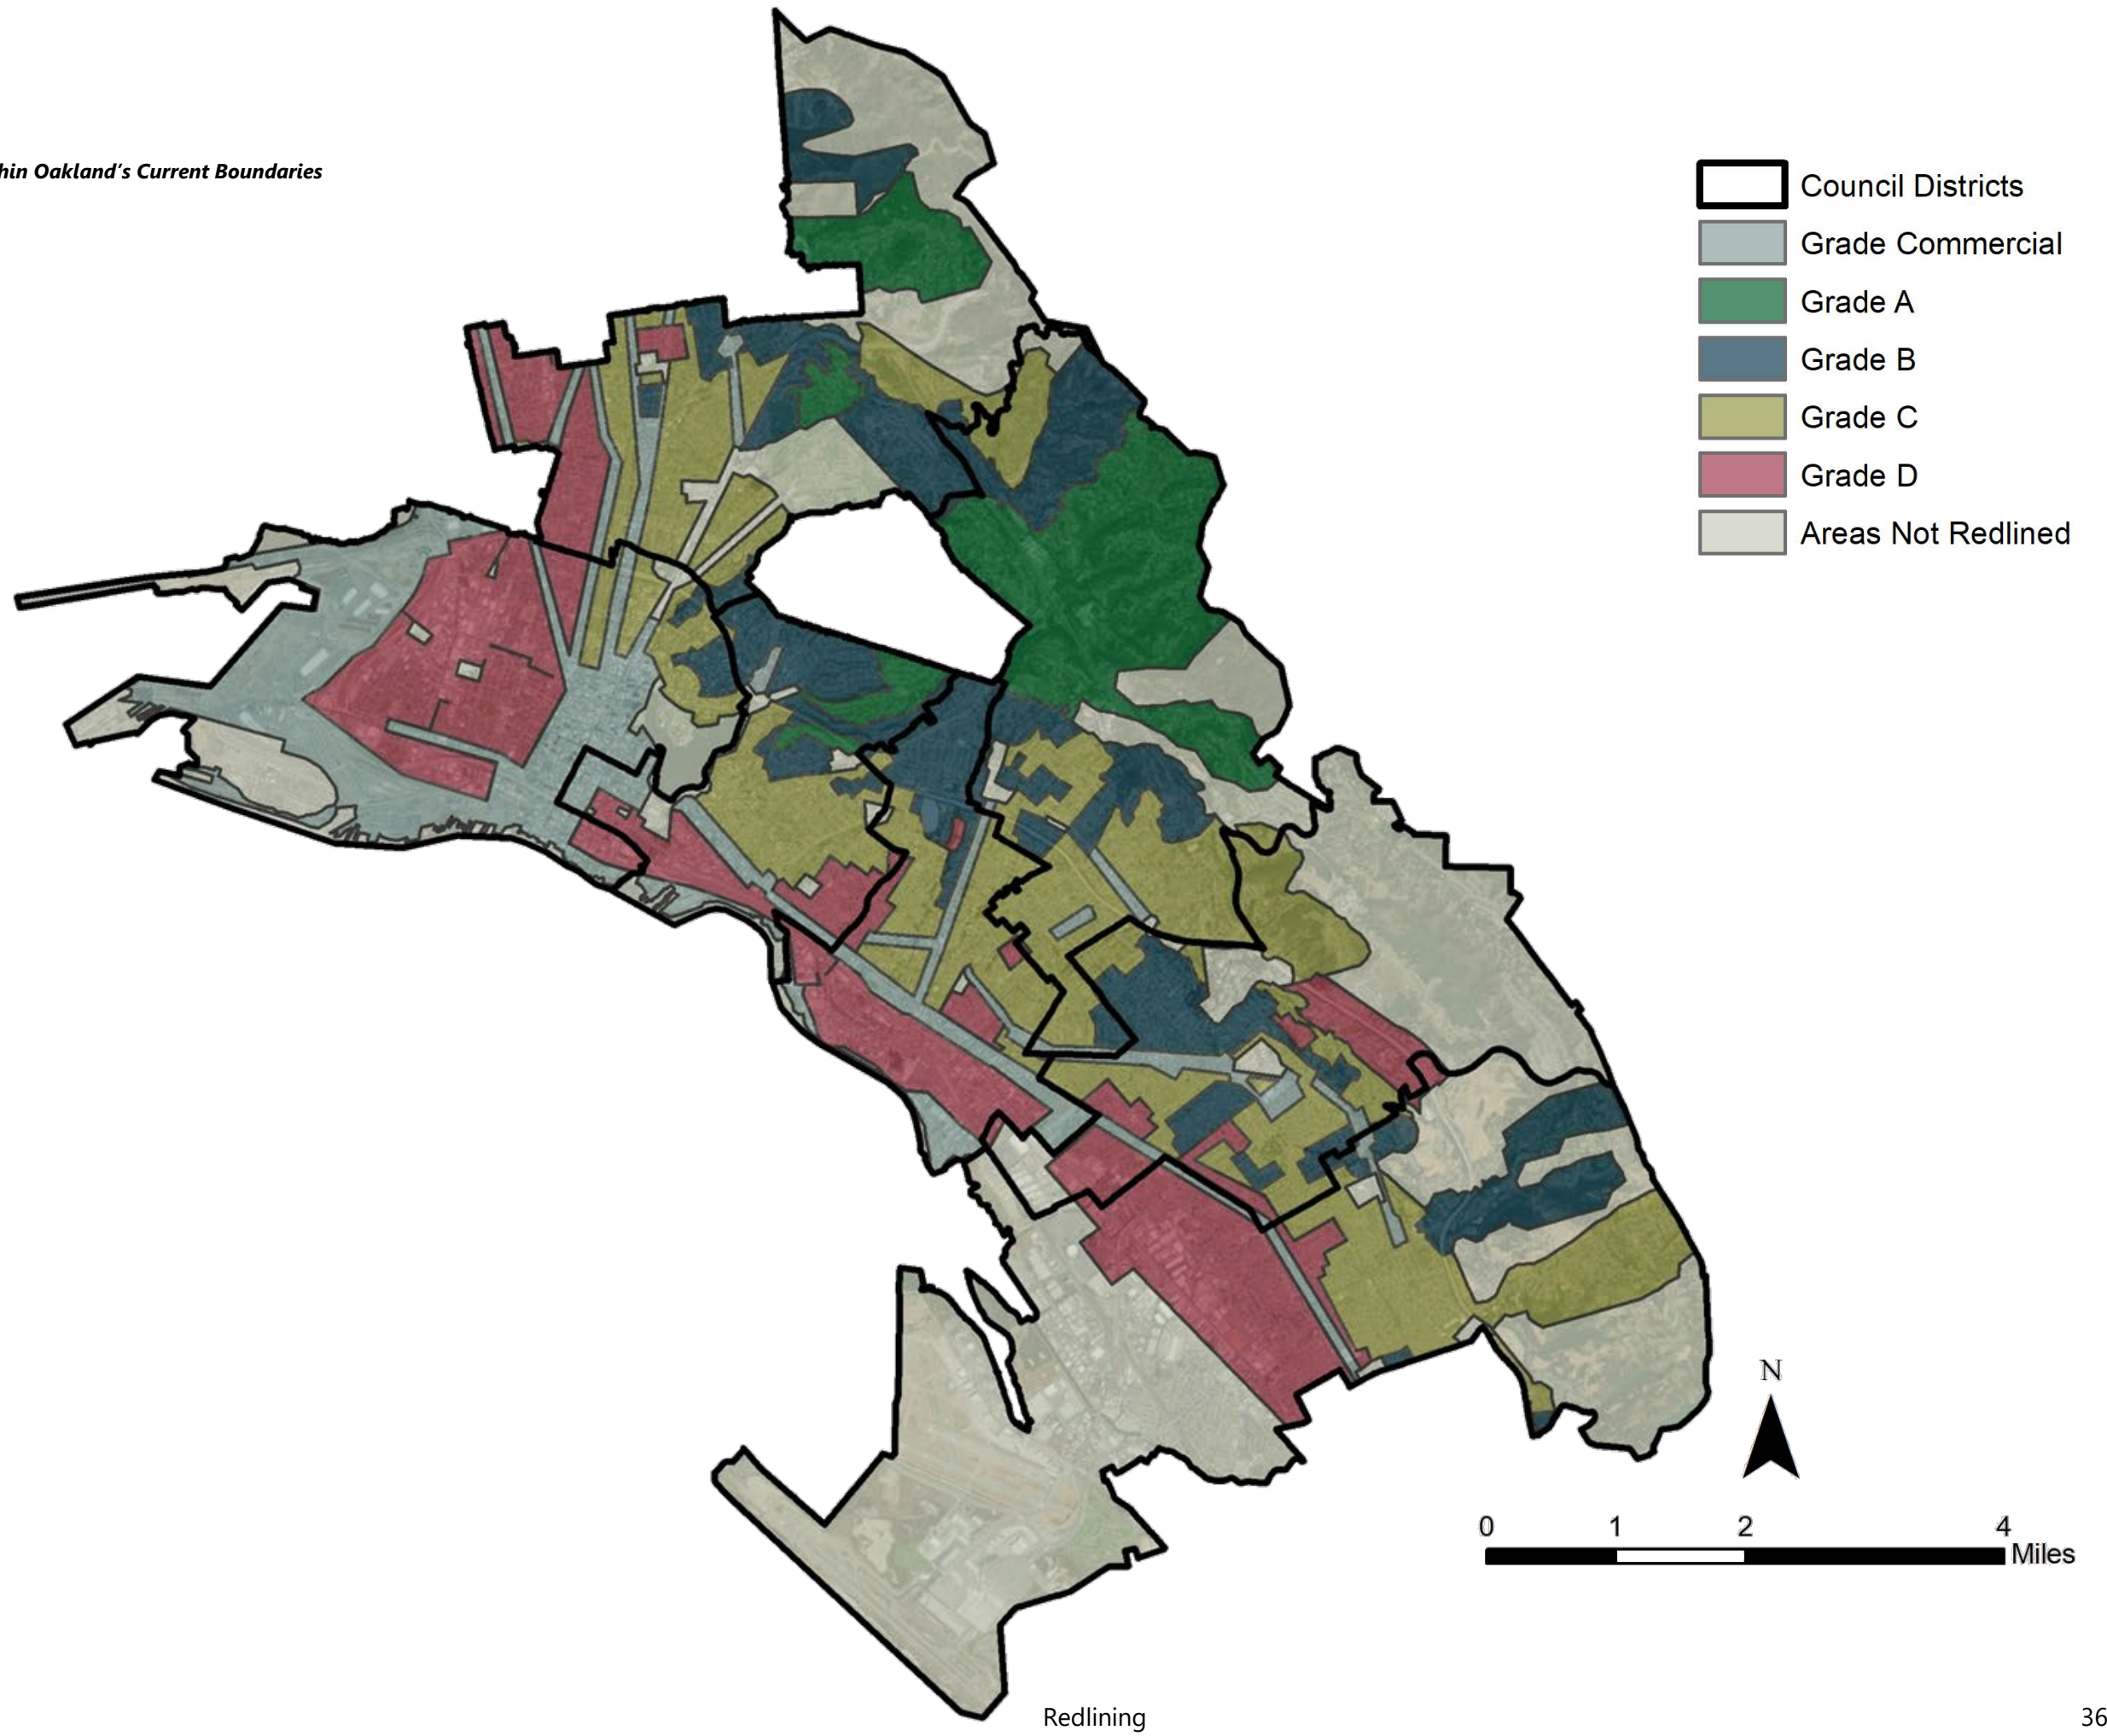 Oakland's Current Boundaries
Council Districts
Grade Commercial
Grade A
Grade B
Grade C
Grade D
Areas Not Redlined
N
0 1 2 4
Miles
Redlining
36